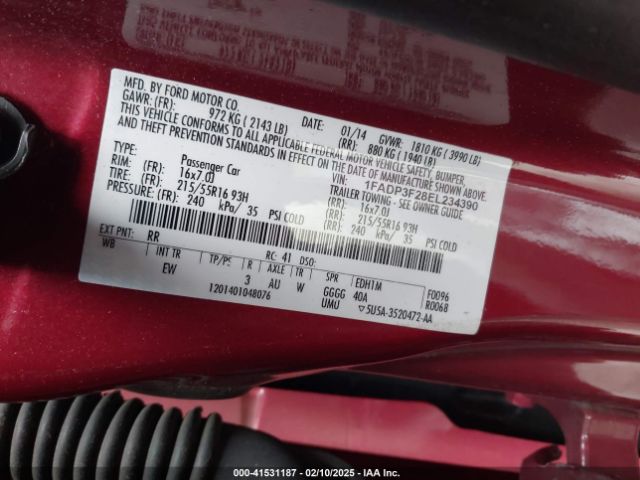 MFD. BY FORD MOTOR CO.
DATE: 01/14 GVWR: 1810 KG ( 3990 LB)
GAWR: (FR): 972 KG ( 2143 LB) (RR): 880 KG ( 1940 LB)
THIS VEHICLE CONFORMS TO ALL APPLICABLE FEDERAL MOTOR VEHICLE SAFETY, BUMPER
AND THEFT PREVENTION STANDARDS IN EFFECT ON THE DATE OF MANUFACTURE SHOWN ABOVE.
VIN: 1FADP3F28EL234390
TYPE: Passenger Car TRAILER TOWING - SEE OWNER GUIDE
RIM: (FR): 16x7.0J (RR): 16x7.0J
TIRE: (FR): 215/55R16 93H (RR): 215/55R16 93H
PRESSURE: (FR): 240 kPa/ 35 PSI COLD (RR): 240 kPa/ 35 PSI COLD
EXT PNT: RR RC: 41 DSO:
WB INT TR TP/PS R AXLE TR SPR EDH1M F0096
EW 3 AU W GGGG 40A R0068
1201401048076 UMU ▽5U5A-3520472-AA
000-41531187 - 02/10/2025 - IAA Inc.